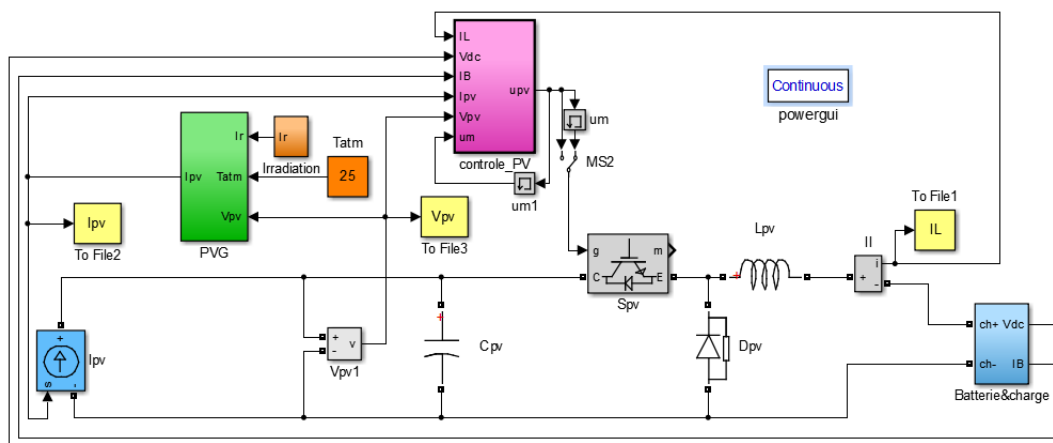 IL
Vdc
IB
Ipv
Vpv
um
upv
controle_PV
um
MS2
um1
Continuous
powergui
Ir
Tatm
Vpv
Ipv
PVG
Ir
Irradiation
Tatm
25
Ipv
To File2
Vpv
To File3
To File1
IL
g
m
C
E
Spv
Lpv
Il
i
+
-
+
-
s
Ipv
+
-
v
Vpv1
+
Cpv
Dpv
+
ch+
Vdc
ch-
IB
Batterie&charge